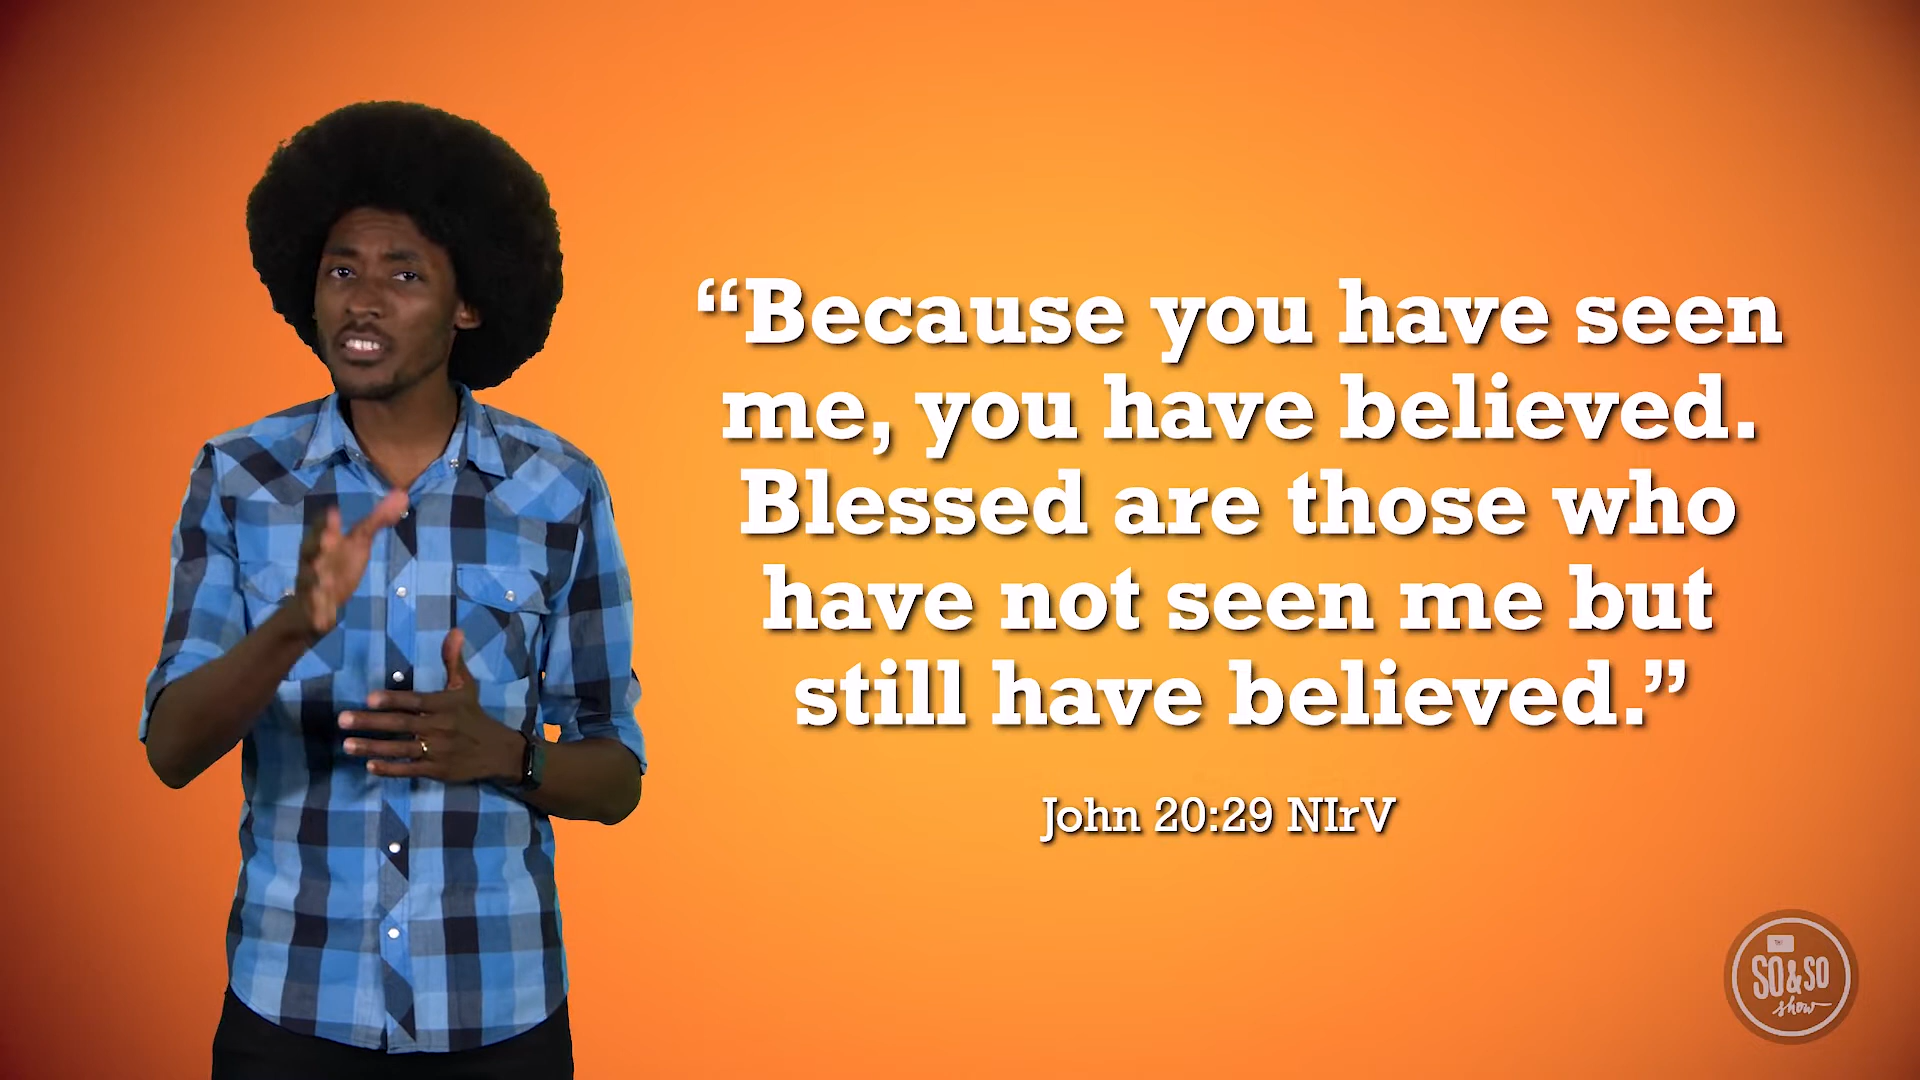 “Because you have seen
me, you have believed.
Blessed are those who
have not seen me but
still have believed.”
John 20:29 NIrV
SO & SO
show